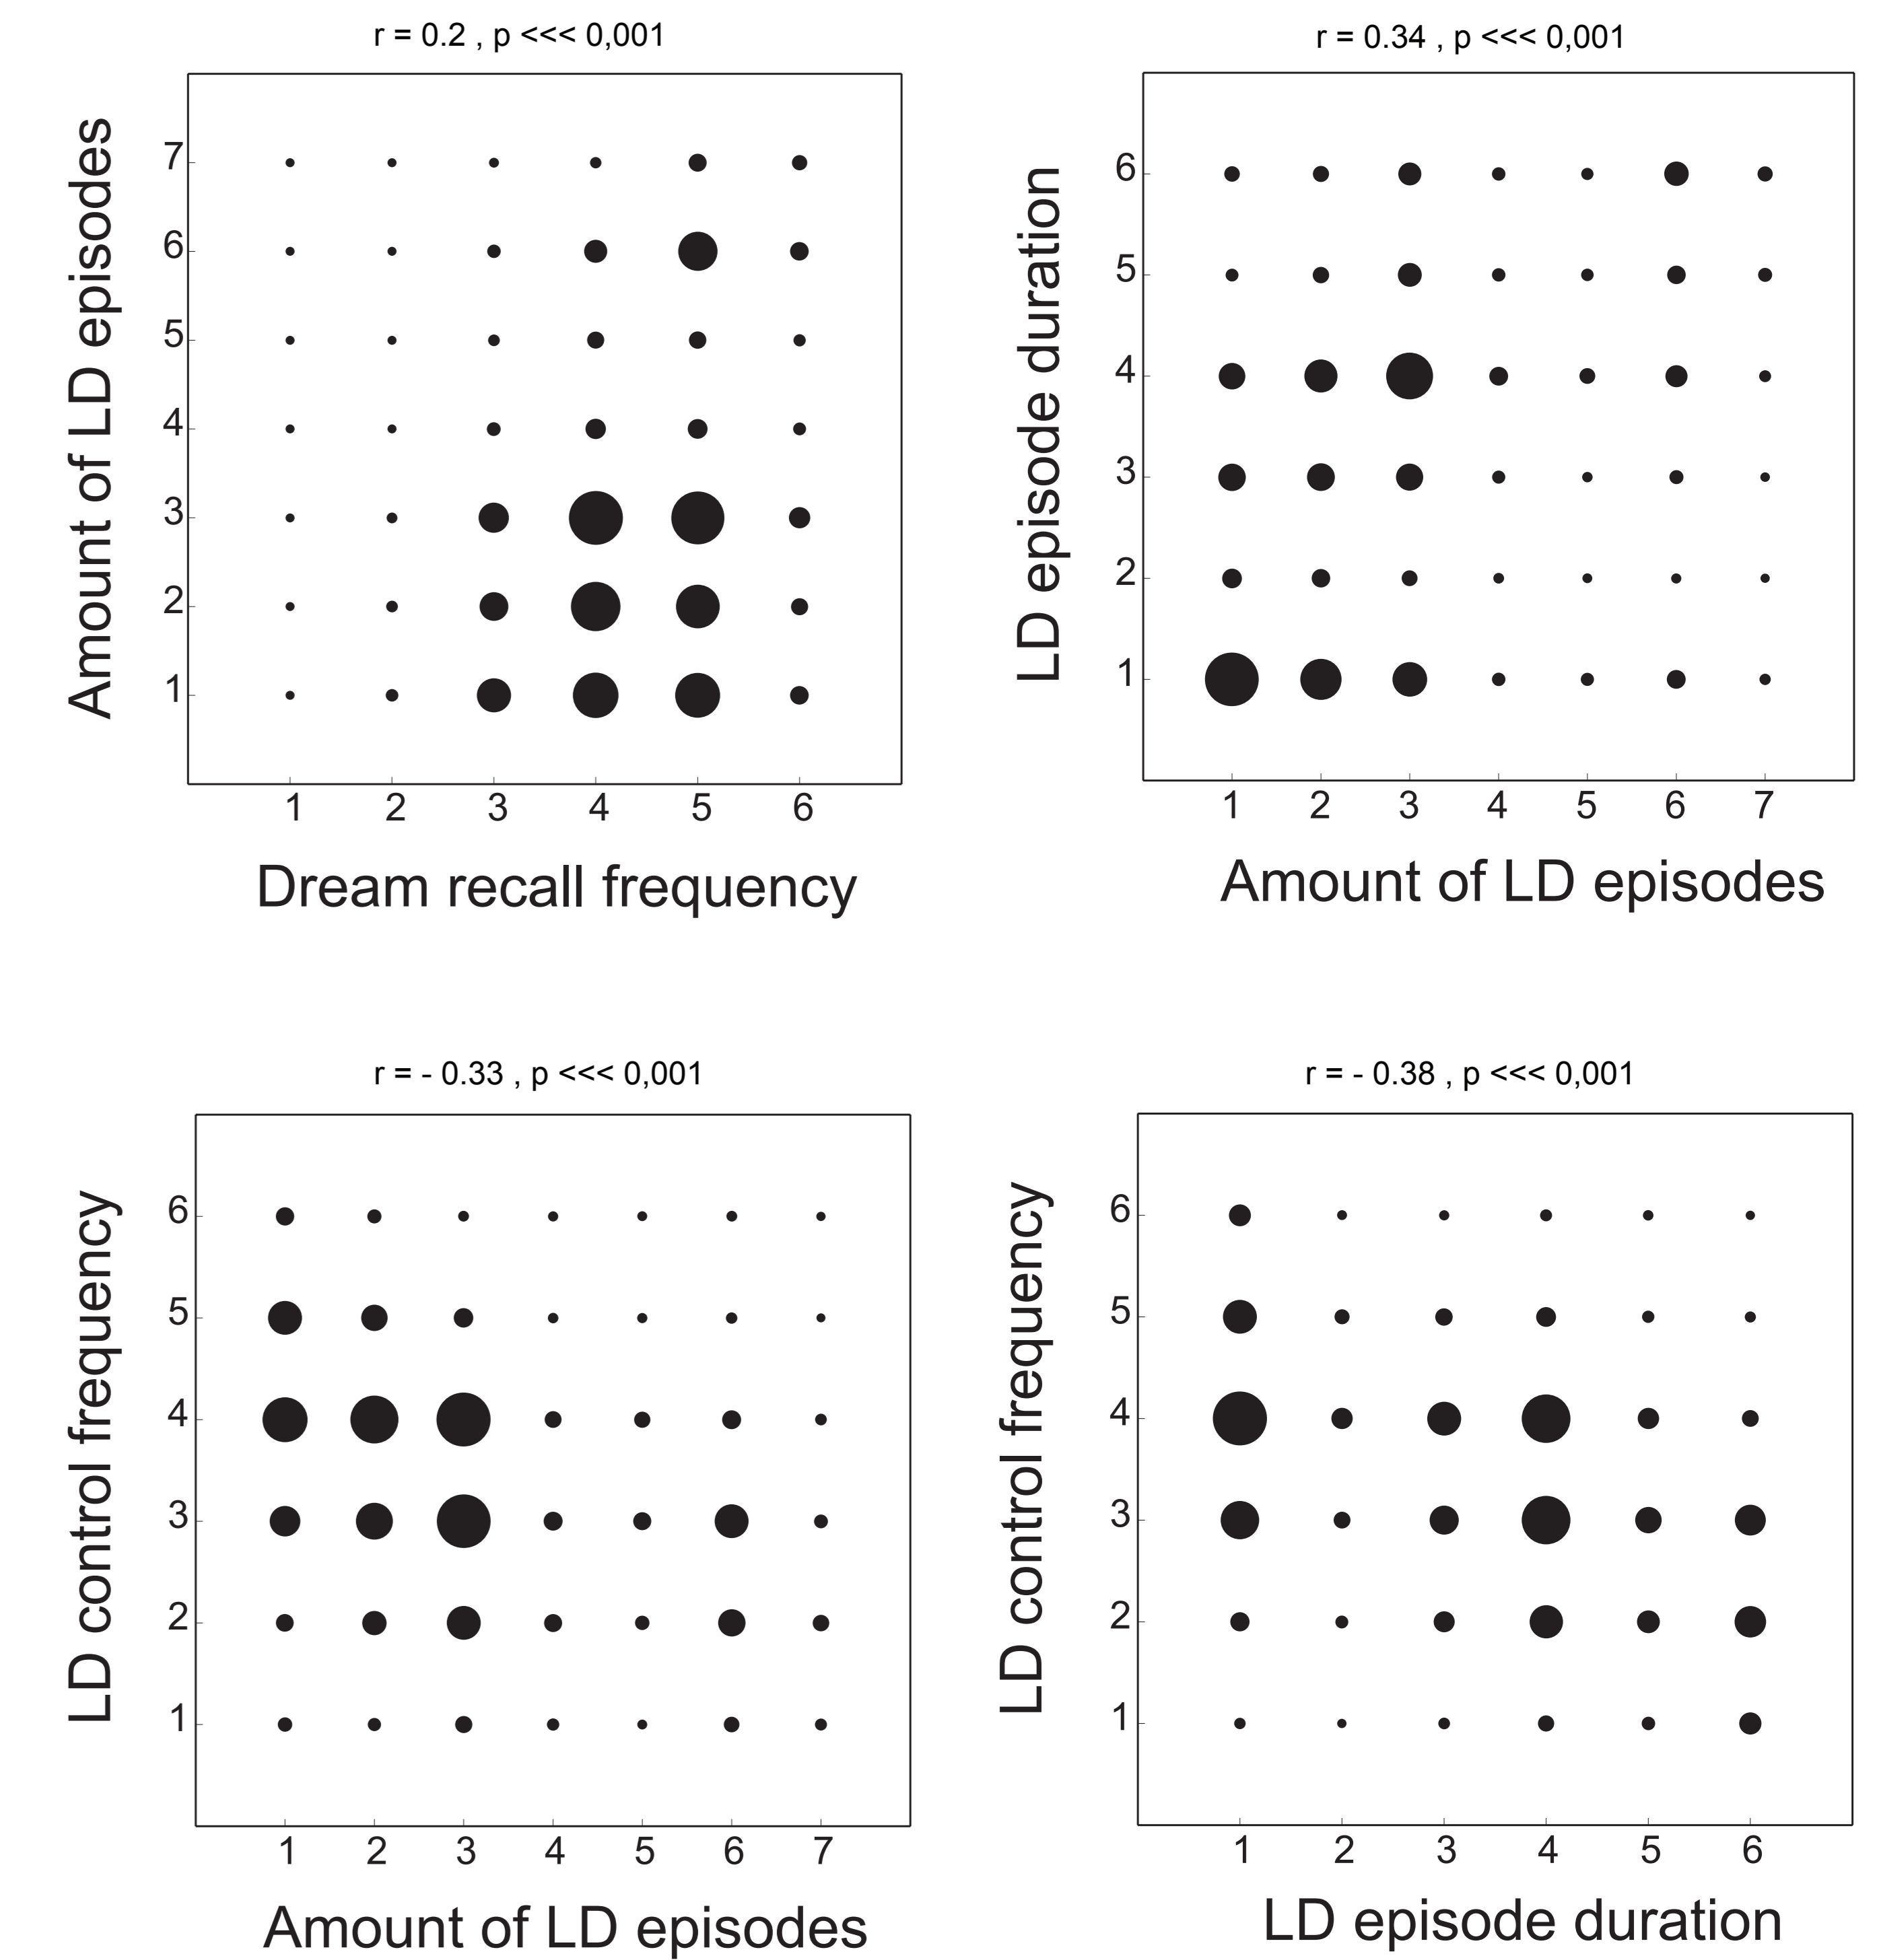 r = 0.2 , p <<< 0,001
Amount of LD episodes
7
6
5
4
3
2
1
1 2 3 4 5 6
Dream recall frequency
r = 0.34 , p <<< 0,001
LD episode duration
6
5
4
3
2
1
1 2 3 4 5 6 7
Amount of LD episodes
r = - 0.33 , p <<< 0,001
LD control frequency
6
5
4
3
2
1
1 2 3 4 5 6 7
Amount of LD episodes
r = - 0.38 , p <<< 0,001
LD control frequency
6
5
4
3
2
1
1 2 3 4 5 6
LD episode duration